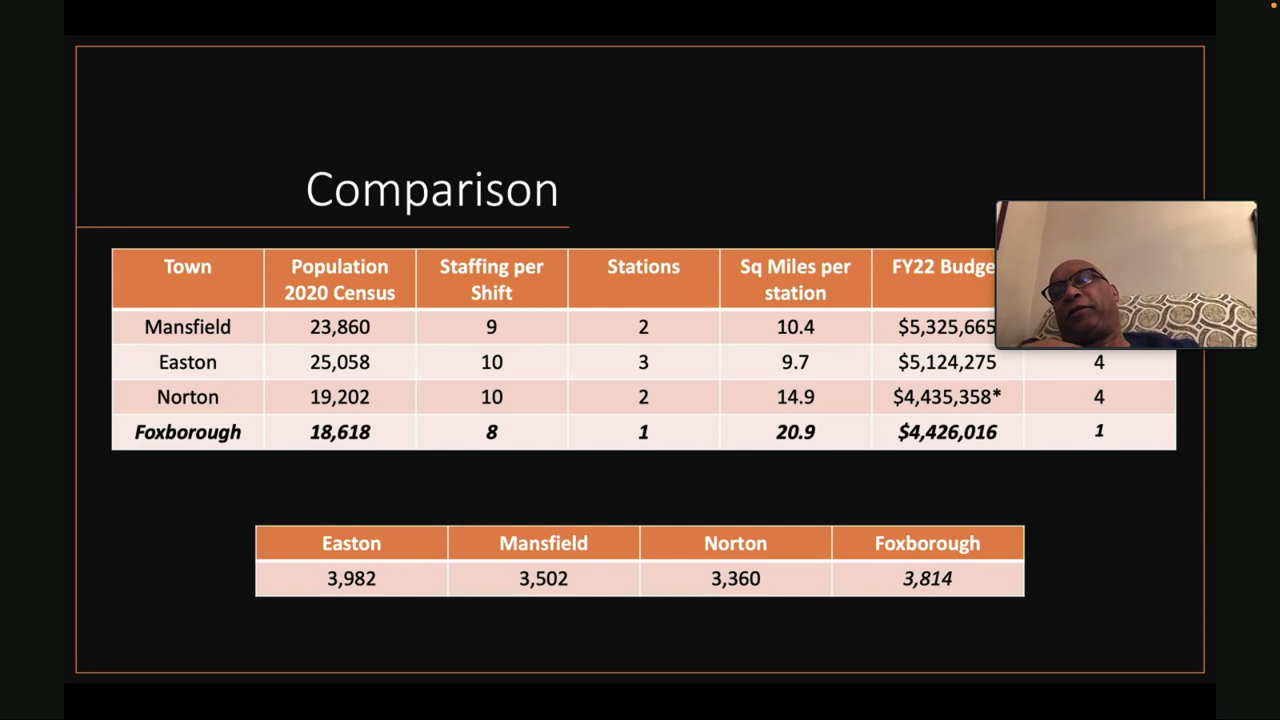 Comparison
Town Population 2020 Census Staffing per Shift Stations Sq Miles per station FY22 Budge
Mansfield 23,860 9 2 10.4 $5,325,665
Easton 25,058 10 3 9.7 $5,124,275 4
Norton 19,202 10 2 14.9 $4,435,358* 4
Foxborough 18,618 8 1 20.9 $4,426,016 1
Easton Mansfield Norton Foxborough
3,982 3,502 3,360 3,814